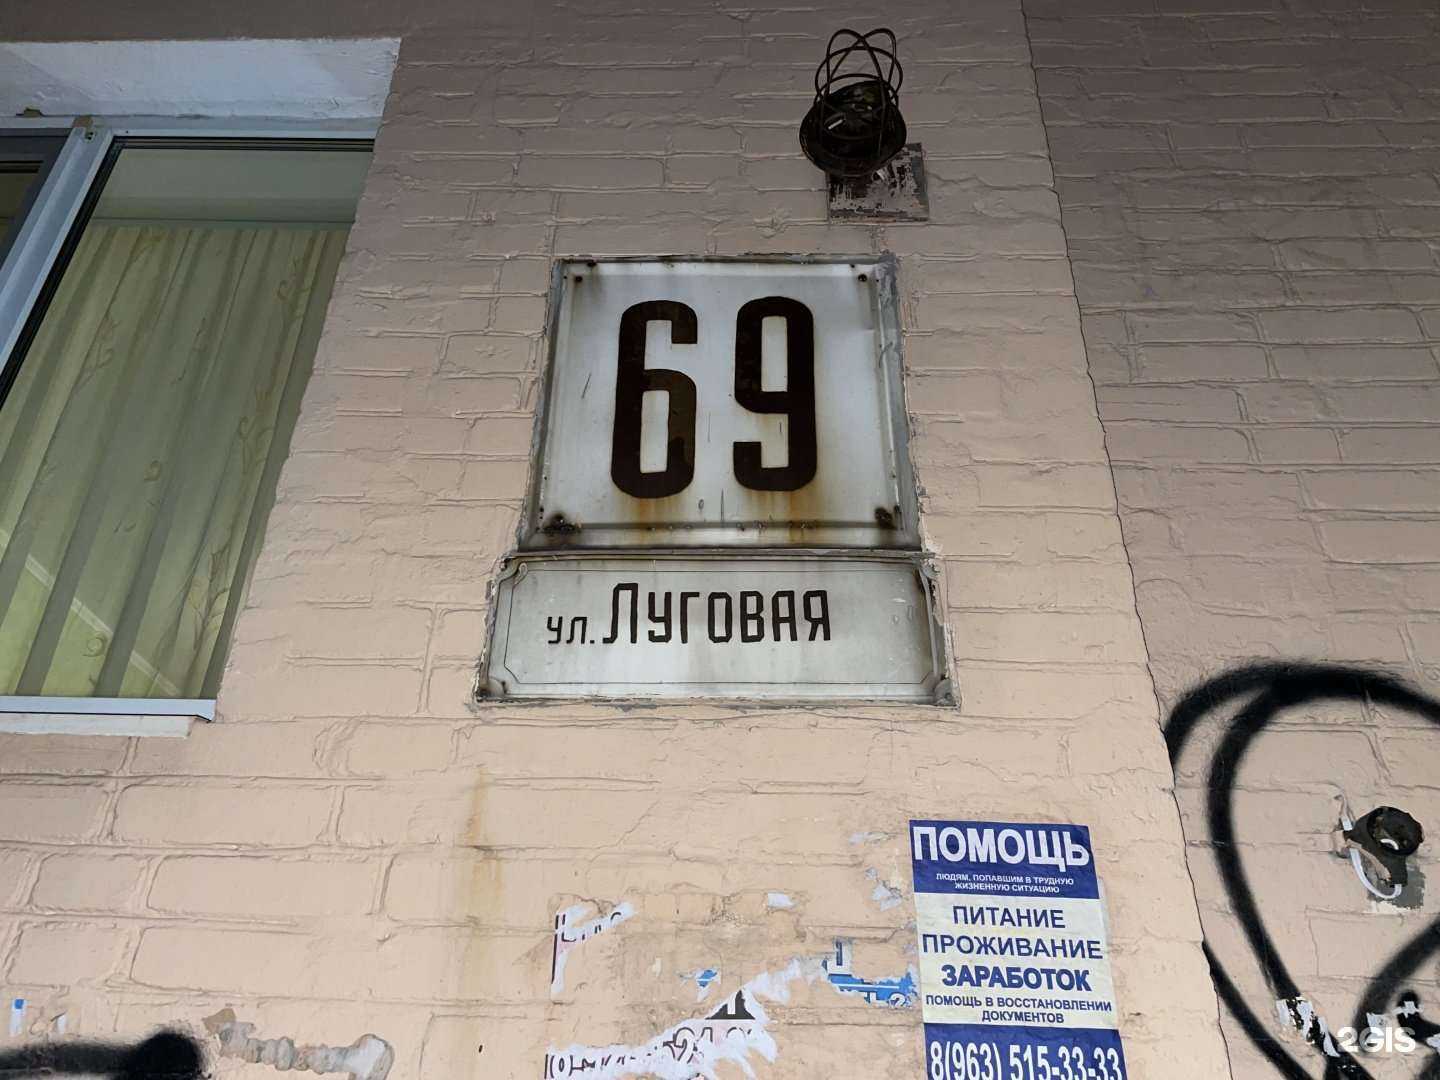 69
ул. Луговая
ПОМОЩЬ
ЛЮДЯМ, ПОПАВШИМ В ТРУДНУЮ
ЖИЗНЕННУЮ СИТУАЦИЮ
ПИТАНИЕ
ПРОЖИВАНИЕ
ЗАРАБОТОК
ПОМОЩЬ В ВОССТАНОВЛЕНИИ
ДОКУМЕНТОВ
8(963) 515-33-33
2GIS